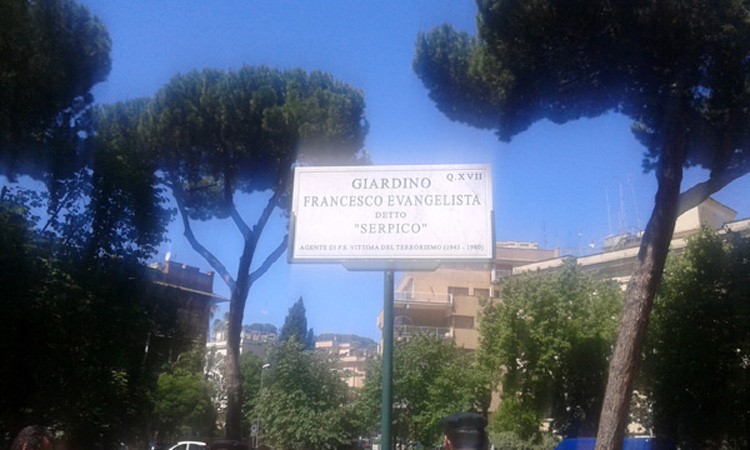 GIARDINO Q.XVII
FRANCESCO EVANGELISTA
DETTO
"SERPICO"
AGENTE DI P.S. VITTIMA DEL TERRORISMO (1943 - 1980)